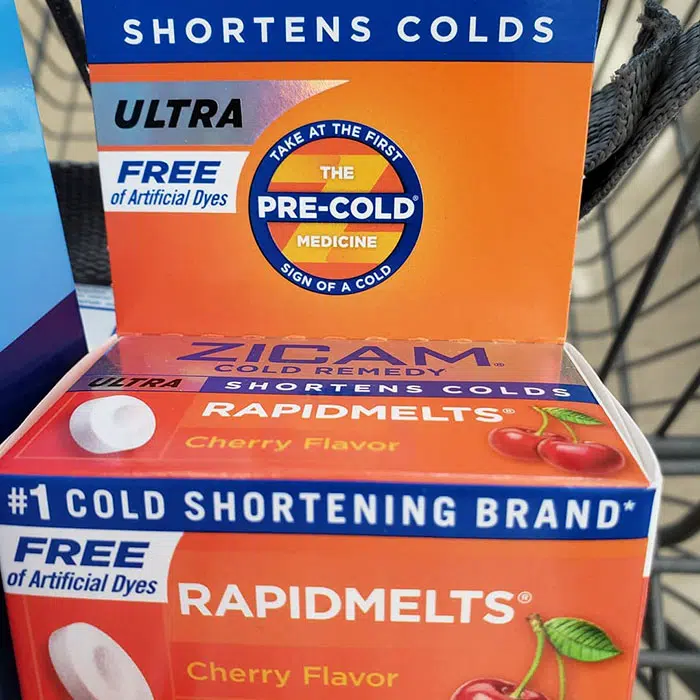 SHORTENS COLDS
ULTRA
FREE
of Artificial Dyes
TAKE AT THE FIRST
THE
PRE-COLD®
MEDICINE
SIGN OF A COLD
ZICAM®
COLD REMEDY
ULTRA
SHORTENS COLDS
RAPIDMELTS®
Cherry Flavor
#1 COLD SHORTENING BRAND*
FREE
of Artificial Dyes
RAPIDMELTS®
Cherry Flavor